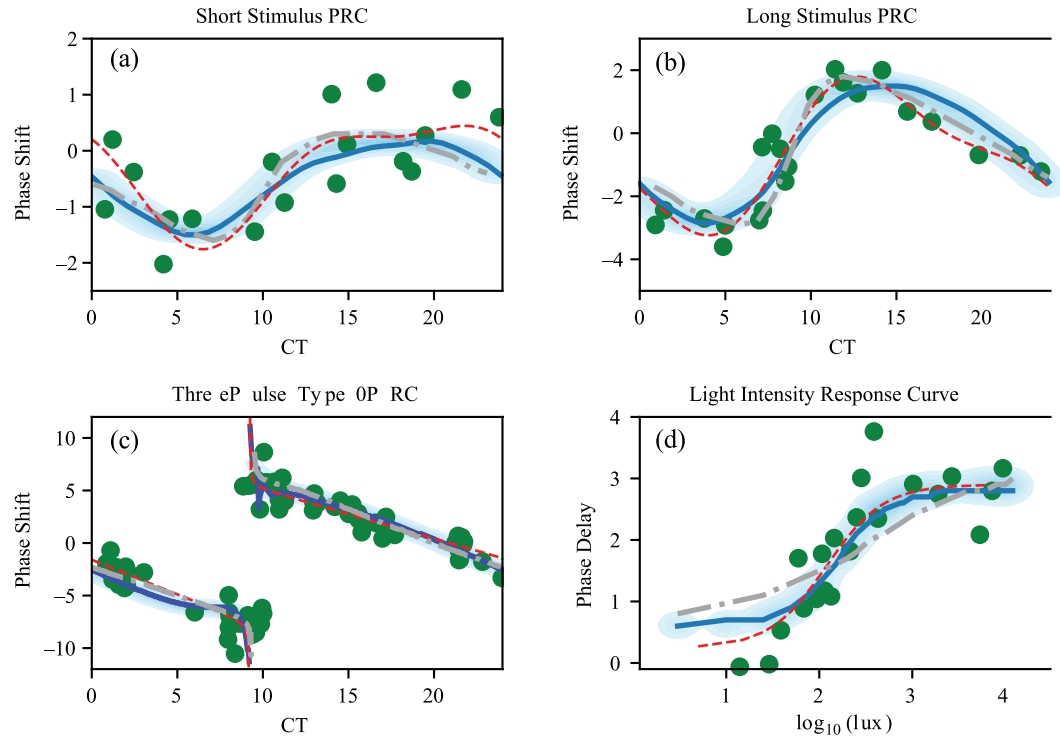 Short Stimulus PRC
Long Stimulus PRC
(a)
2
1
0
−1
−2
Phase Shift
0 5 10 15 20
CT
(b)
2
0
−2
−4
Phase Shift
0 5 10 15 20
CT
Thre eP ulse Ty pe 0P RC
Light Intensity Response Curve
(c)
10
5
0
−5
−10
Phase Shift
0 5 10 15 20
CT
(d)
4
3
2
1
0
Phase Delay
1 2 3 4
log10 (lux)